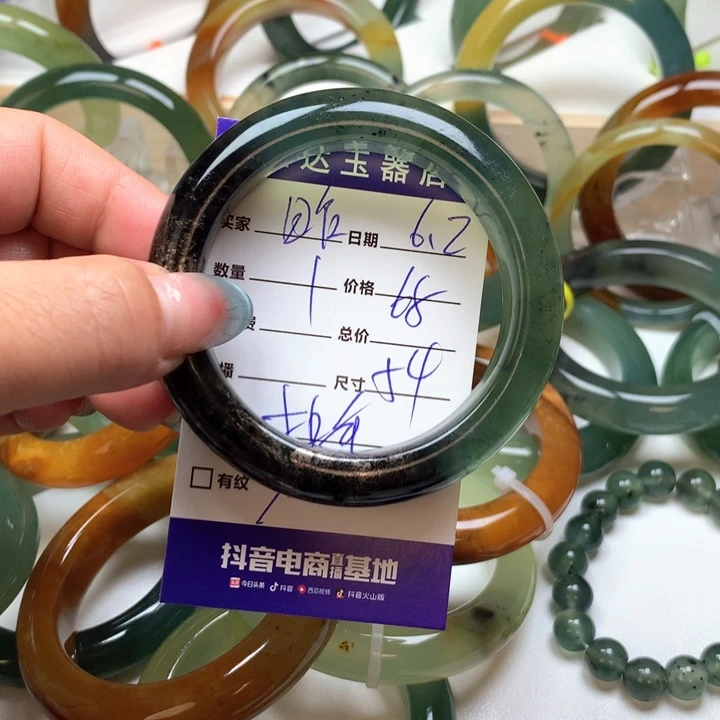 达玉器店
买家 日期 6.2
数量 1 价格 68
总价
播 尺寸 54
有纹
抖音电商直播基地
今日头条 抖音 西瓜视频 抖音火山版